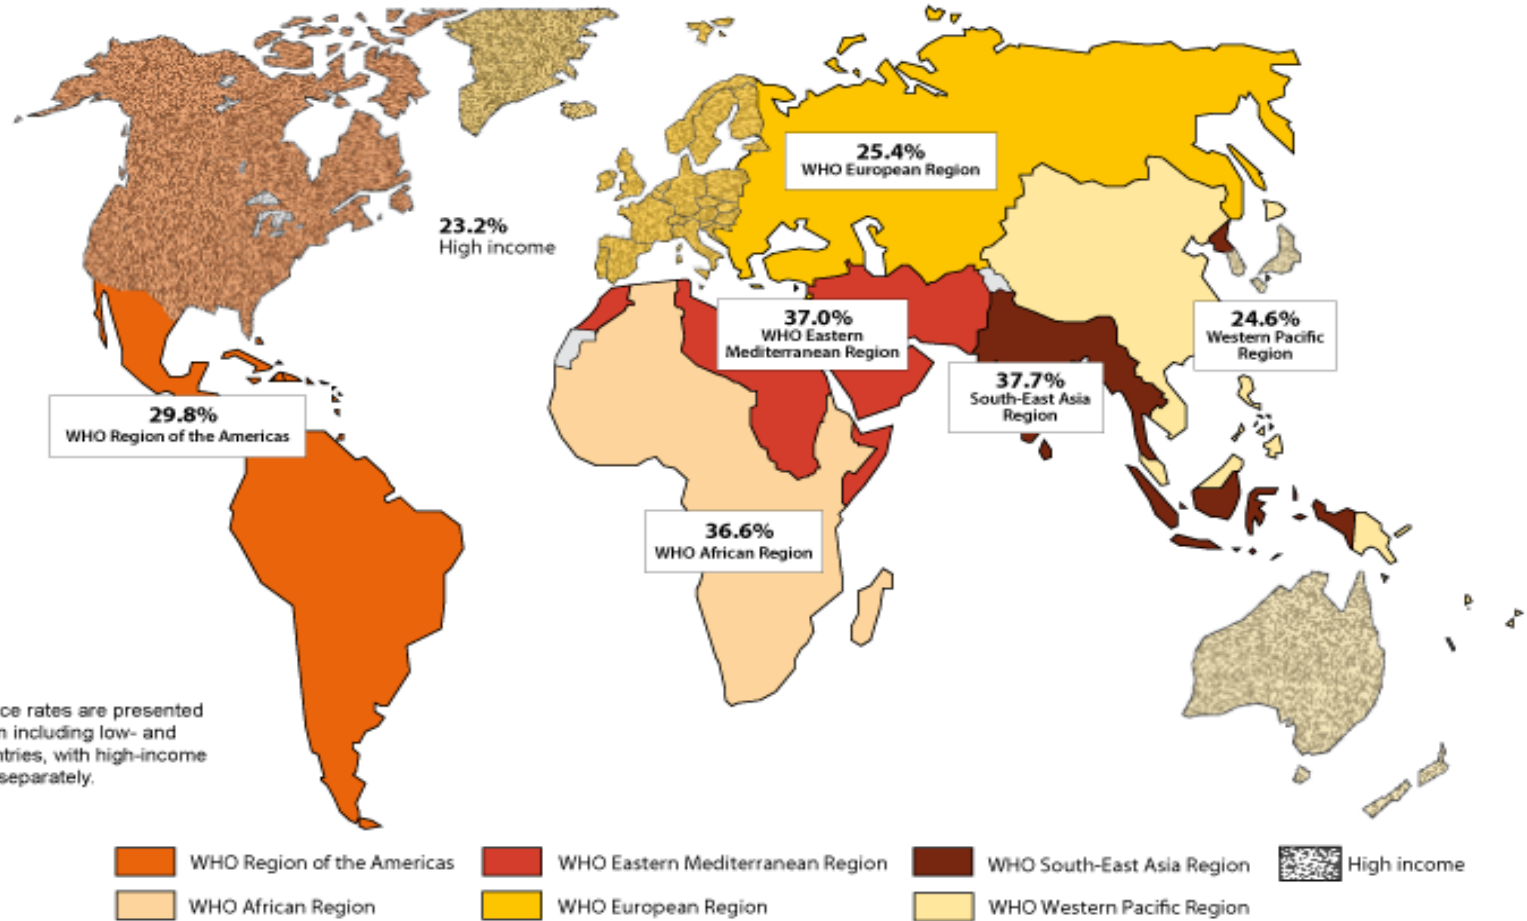 25.4%
WHO European Region
23.2%
High income
37.0%
WHO Eastern
Mediterranean Region
24.6%
Western Pacific
Region
37.7%
South-East Asia
Region
29.8%
WHO Region of the Americas
36.6%
WHO African Region
rates are presented
including low- and
with high-income
separately.
WHO Region of the Americas
WHO Eastern Mediterranean Region
WHO South-East Asia Region
High income
WHO African Region
WHO European Region
WHO Western Pacific Region